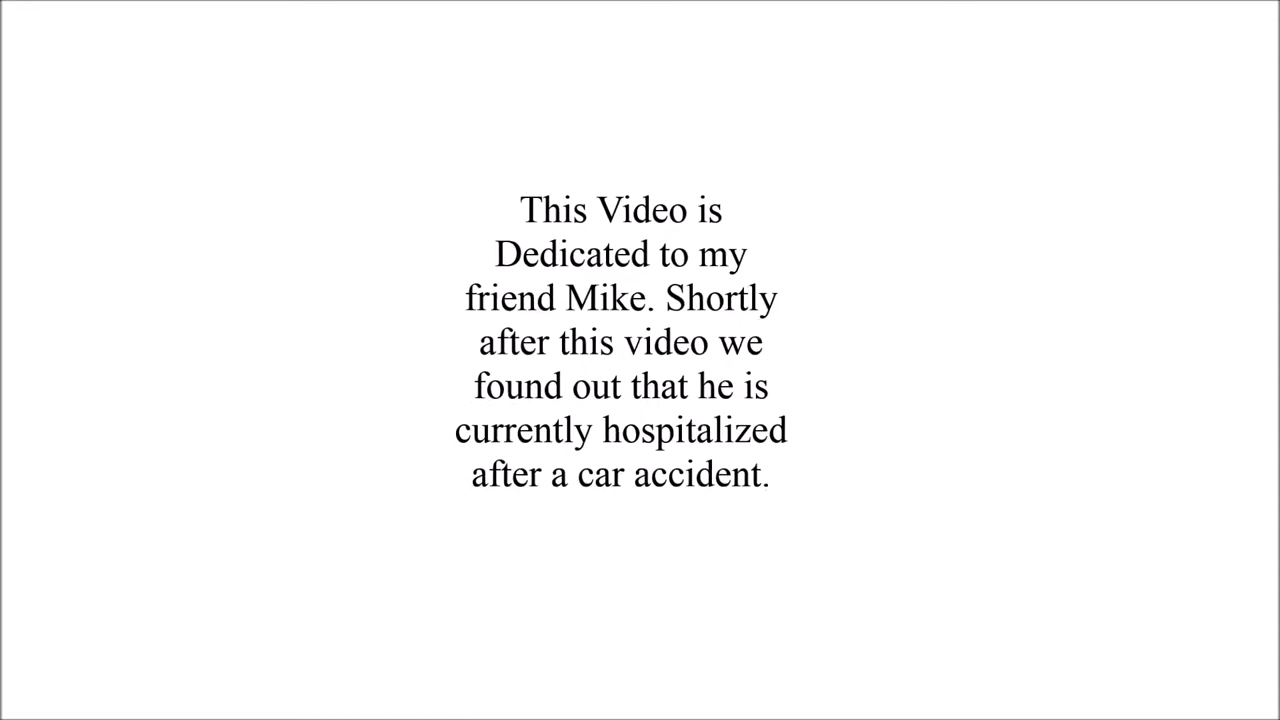 This Video is
Dedicated to my
friend Mike. Shortly
after this video we
found out that he is
currently hospitalized
after a car accident.